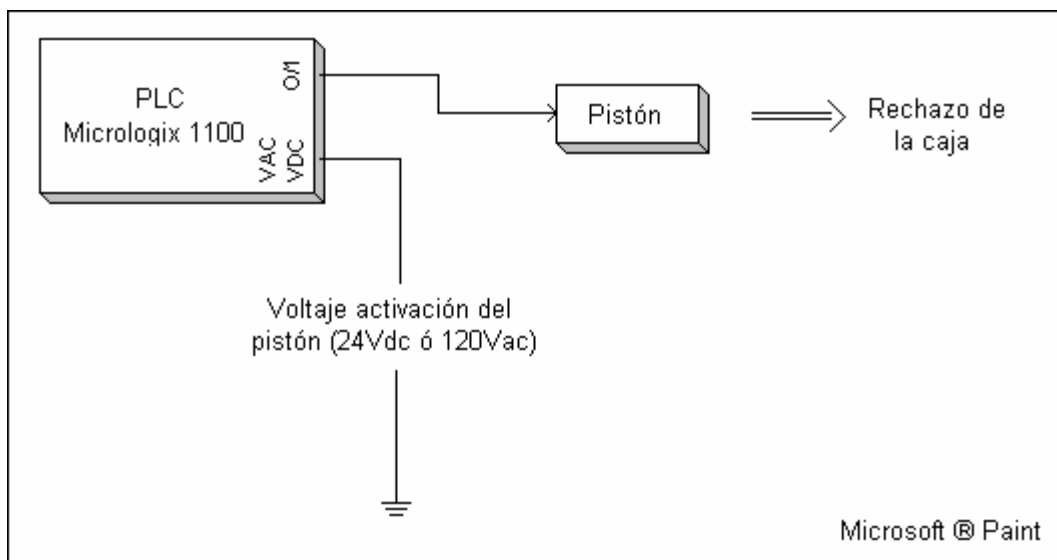 PLC
Micrologix 1100
O/1
VAC
VDC
Pistón
Rechazo de
la caja
Voltaje activación del
pistón (24Vdc ó 120Vac)
Microsoft ® Paint